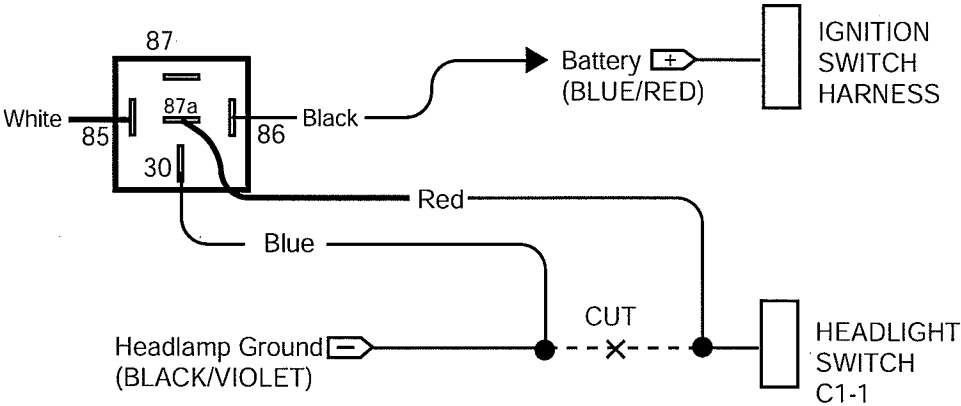 87
87a
White
85
86
30
Black
Battery +
(BLUE/RED)
IGNITION
SWITCH
HARNESS
Red
Blue
CUT
Headlamp Ground −
(BLACK/VIOLET)
HEADLIGHT
SWITCH
C1-1